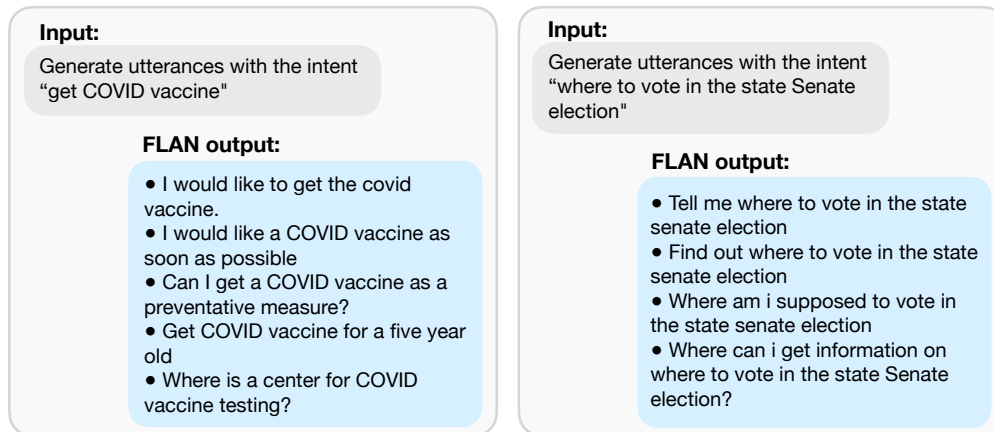 Input:
Generate utterances with the intent
“get COVID vaccine"
FLAN output:
● I would like to get the covid
vaccine.
● I would like a COVID vaccine as
soon as possible
● Can I get a COVID vaccine as a
preventative measure?
● Get COVID vaccine for a five year
old
● Where is a center for COVID
vaccine testing?
Input:
Generate utterances with the intent
“where to vote in the state Senate
election"
FLAN output:
● Tell me where to vote in the state
senate election
● Find out where to vote in the state
senate election
● Where am i supposed to vote in
the state senate election
● Where can i get information on
where to vote in the state Senate
election?